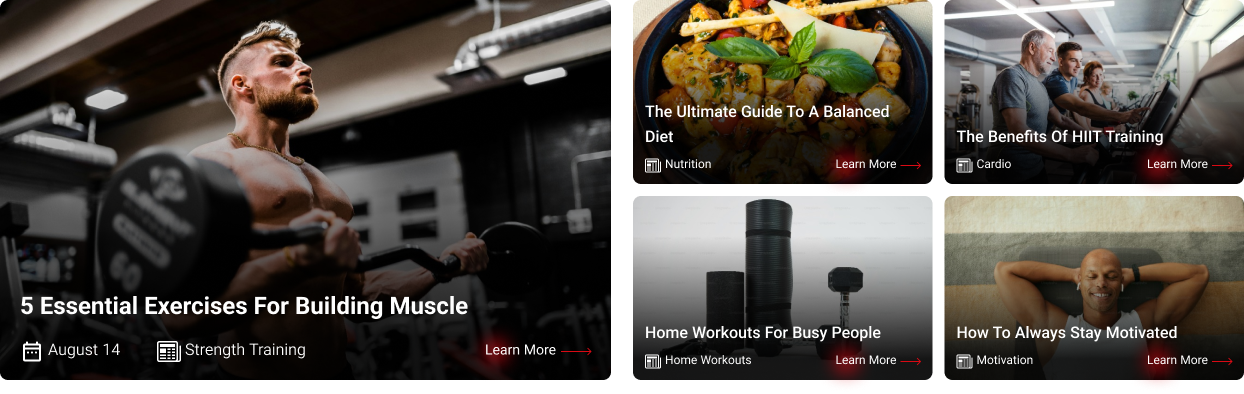 5 Essential Exercises For Building Muscle
August 14
Strength Training
Learn More
The Ultimate Guide To A Balanced
Diet
Nutrition
Learn More
The Benefits Of HIIT Training
Cardio
Learn More
Home Workouts For Busy People
Home Workouts
Learn More
How To Always Stay Motivated
Motivation
Learn More